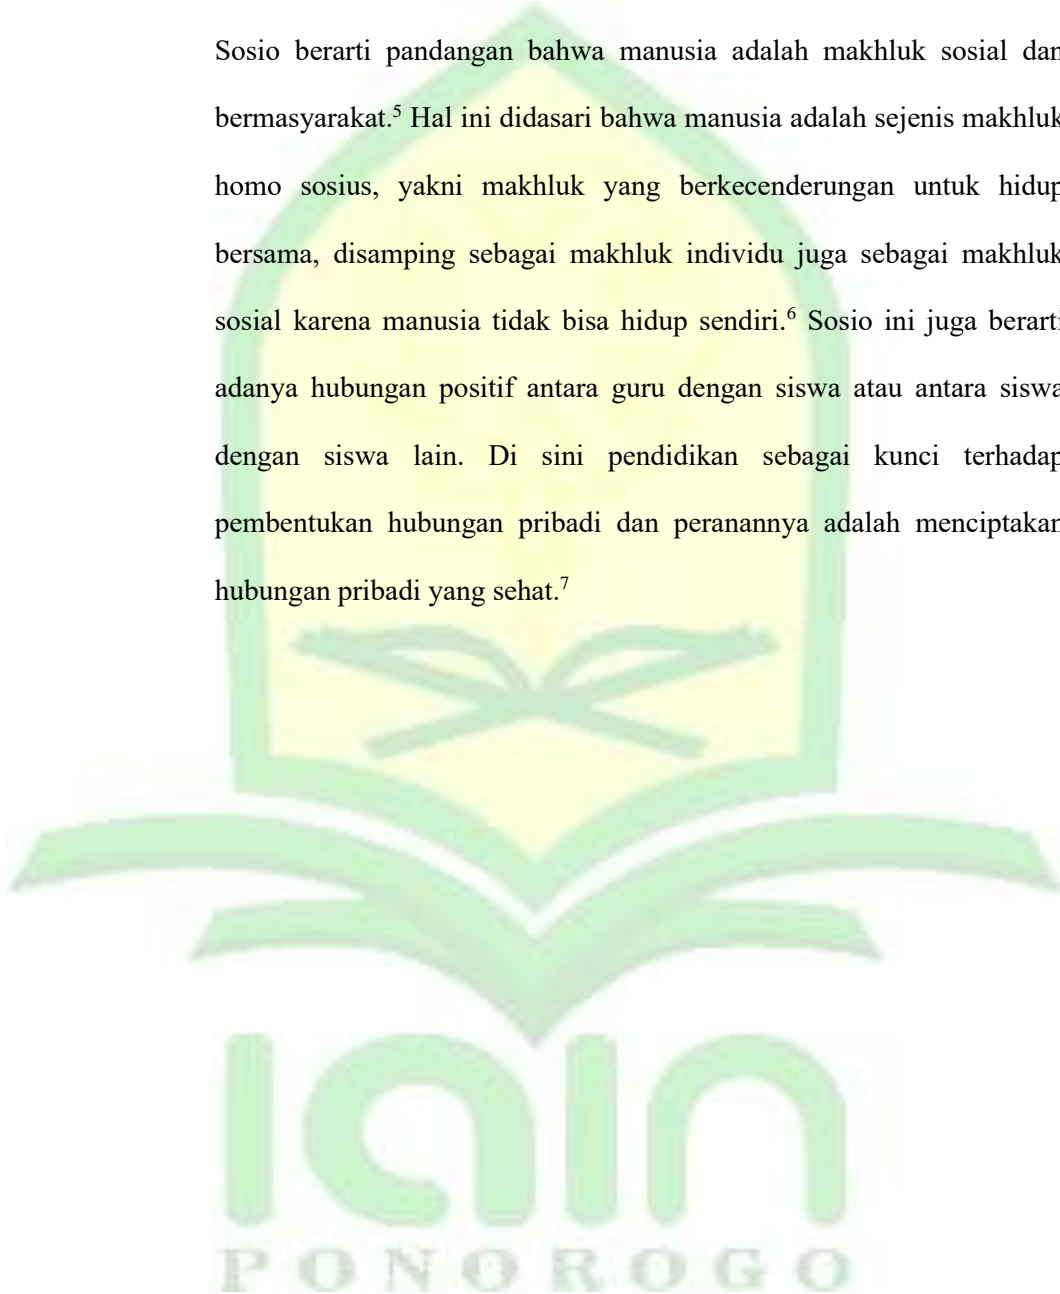 Sosio berarti pandangan bahwa manusia adalah makhluk sosial dan
bermasyarakat.⁵ Hal ini didasari bahwa manusia adalah sejenis makhluk
homo sosius, yakni makhluk yang berkecenderungan untuk hidup
bersama, disamping sebagai makhluk individu juga sebagai makhluk
sosial karena manusia tidak bisa hidup sendiri.⁶ Sosio ini juga berarti
adanya hubungan positif antara guru dengan siswa atau antara siswa
dengan siswa lain. Di sini pendidikan sebagai kunci terhadap
pembentukan hubungan pribadi dan peranannya adalah menciptakan
hubungan pribadi yang sehat.⁷
iain
PONOROGO